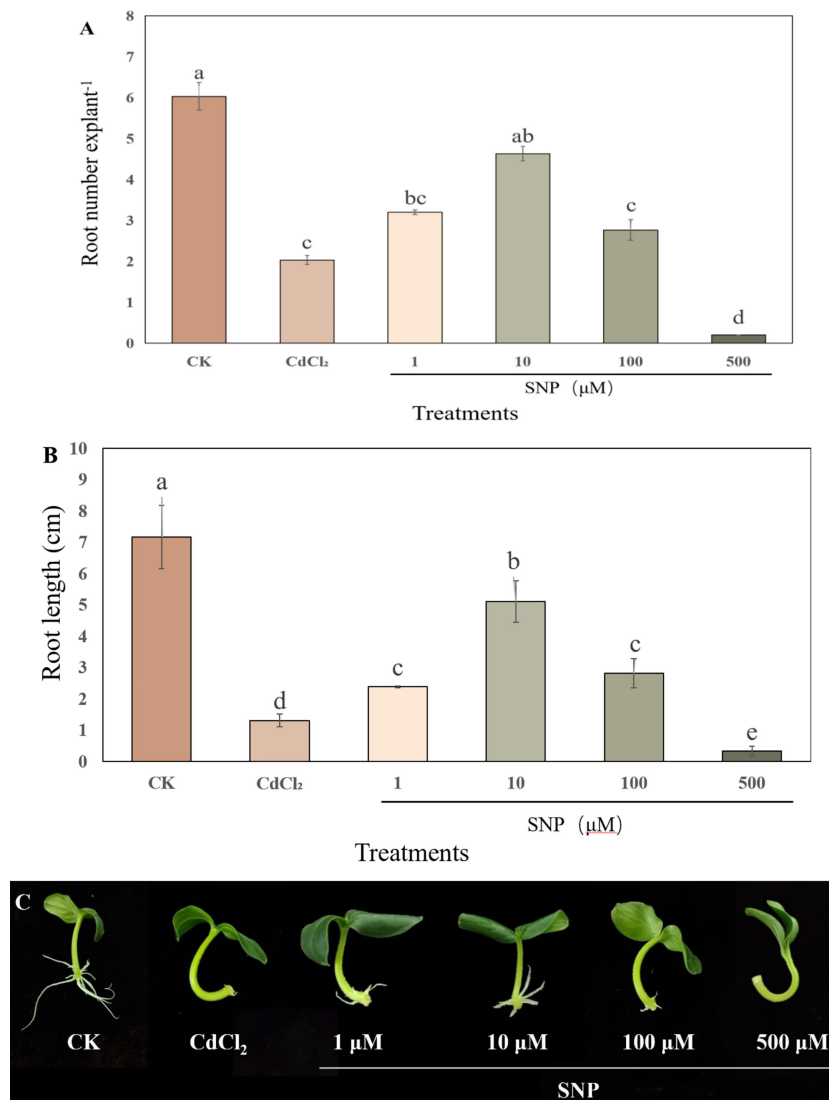 A
8
7
6
5
4
3
2
1
0
Root number explant-1
a
c
bc
ab
c
d
CK CdCl₂ 1 10 100 500
SNP（μM）
Treatments
B
10
9
8
7
6
5
4
3
2
1
0
Root length (cm)
a
d
c
b
c
e
CK CdCl₂ 1 10 100 500
SNP（μM）
Treatments
C
CK CdCl₂ 1 μM 10 μM 100 μM 500 μM
SNP